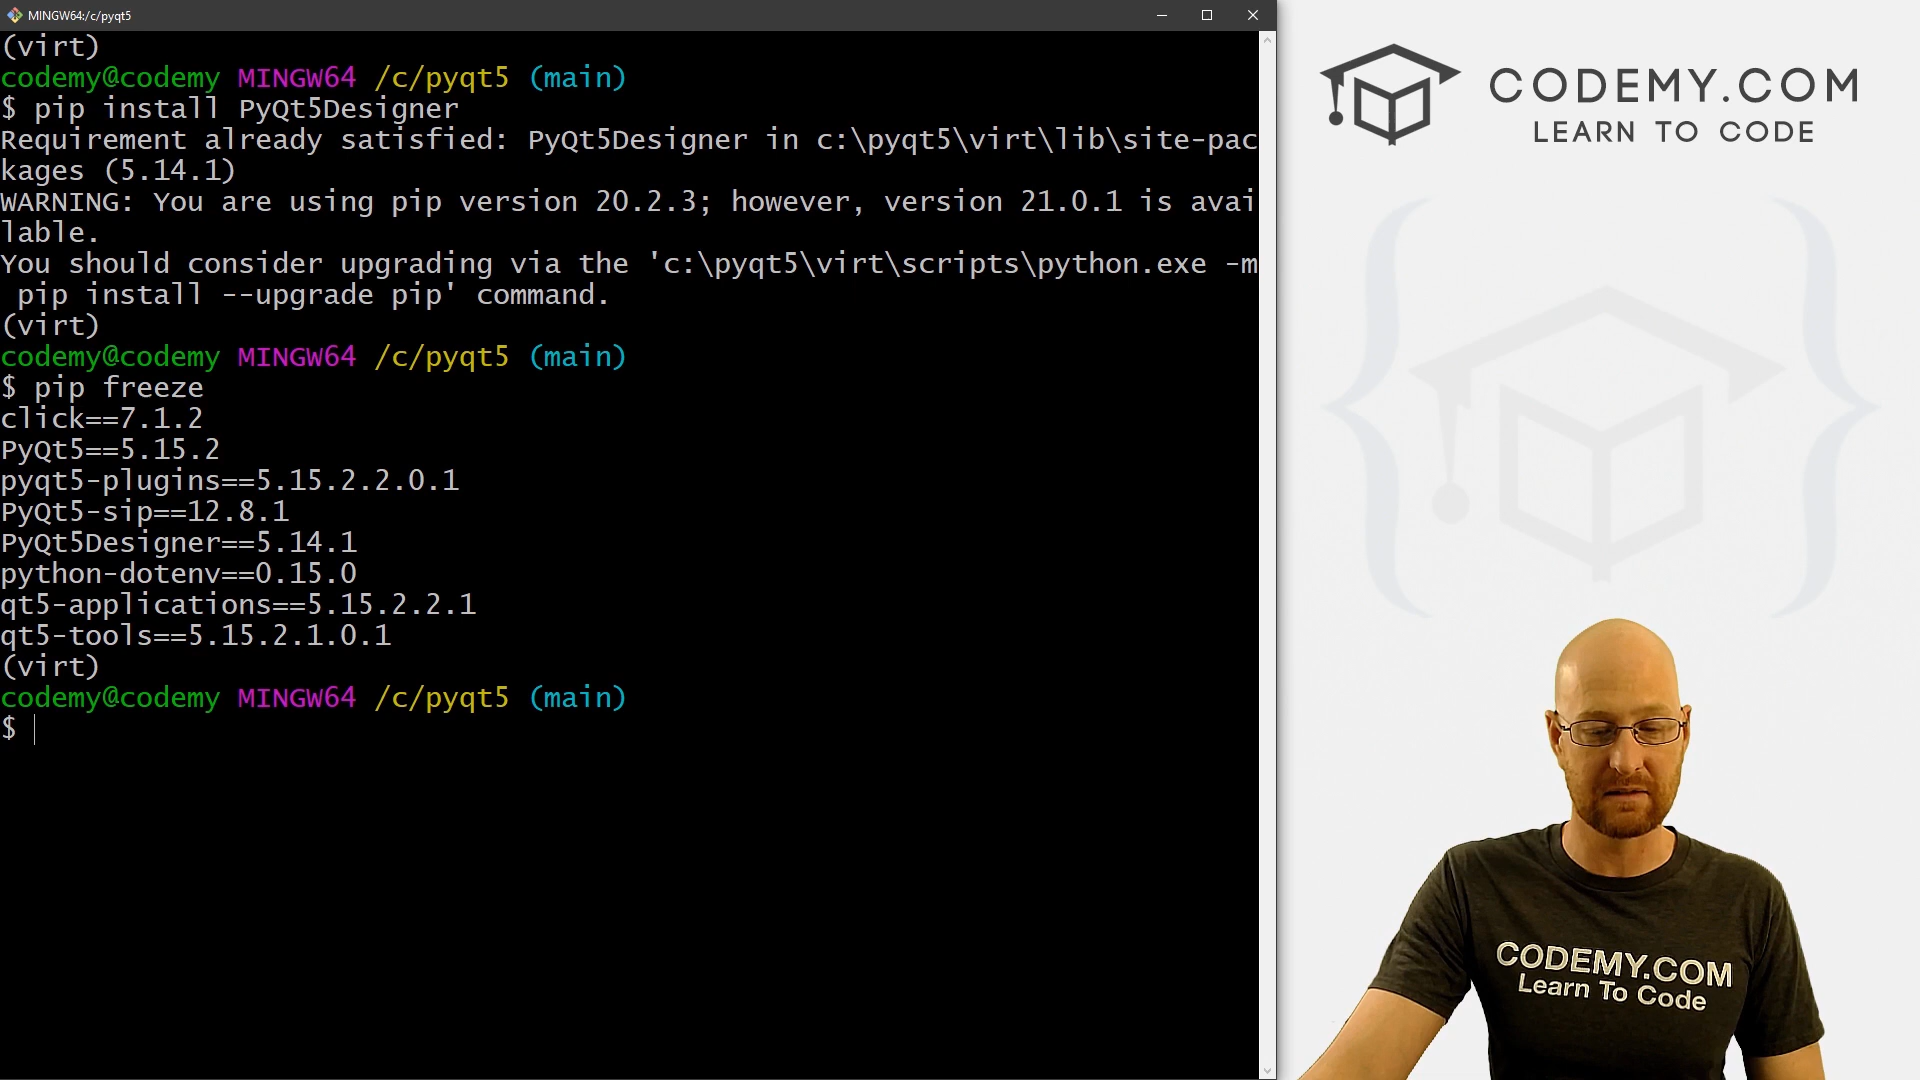 MINGW64:/c/pyqt5
(virt)
codemy@codemy MINGW64 /c/pyqt5 (main)
$ pip install PyQt5Designer
Requirement already satisfied: PyQt5Designer in c:\pyqt5\virt\lib\site-pac
kages (5.14.1)
WARNING: You are using pip version 20.2.3; however, version 21.0.1 is avai
lable.
You should consider upgrading via the 'c:\pyqt5\virt\scripts\python.exe -m
 pip install --upgrade pip' command.
(virt)
codemy@codemy MINGW64 /c/pyqt5 (main)
$ pip freeze
click==7.1.2
PyQt5==5.15.2
pyqt5-plugins==5.15.2.2.0.1
PyQt5-sip==12.8.1
PyQt5Designer==5.14.1
python-dotenv==0.15.0
qt5-applications==5.15.2.2.1
qt5-tools==5.15.2.1.0.1
(virt)
codemy@codemy MINGW64 /c/pyqt5 (main)
$
CODEMY.COM
LEARN TO CODE
CODEMY.COM
Learn To Code